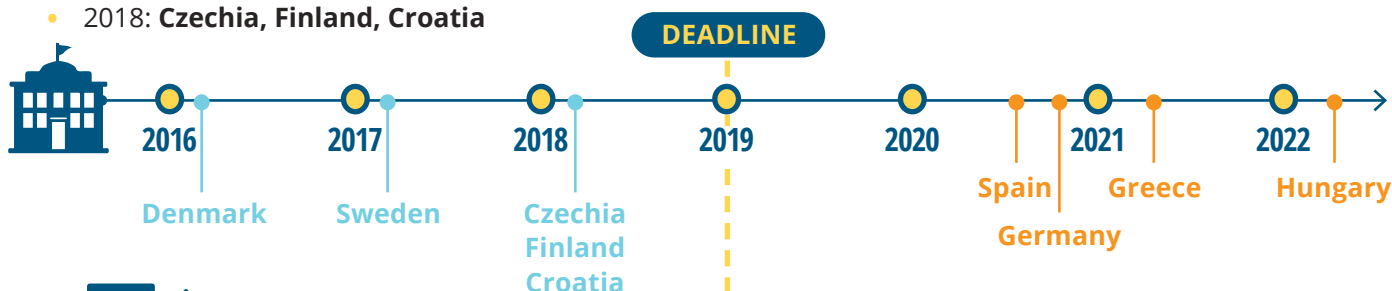 • 2018: Czechia, Finland, Croatia
DEADLINE
2016 2017 2018 2019 2020 2021 2022
Spain Greece Hungary
Denmark Sweden Czechia
Germany
Finland
Croatia